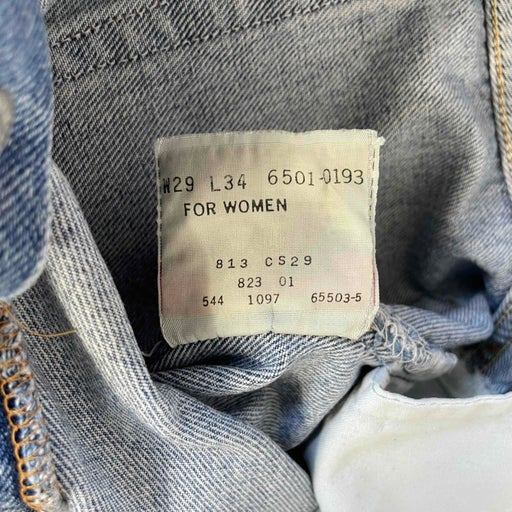 W29 L34 6501-0193
FOR WOMEN
813 CS29
823 01
544 1097 65503-5